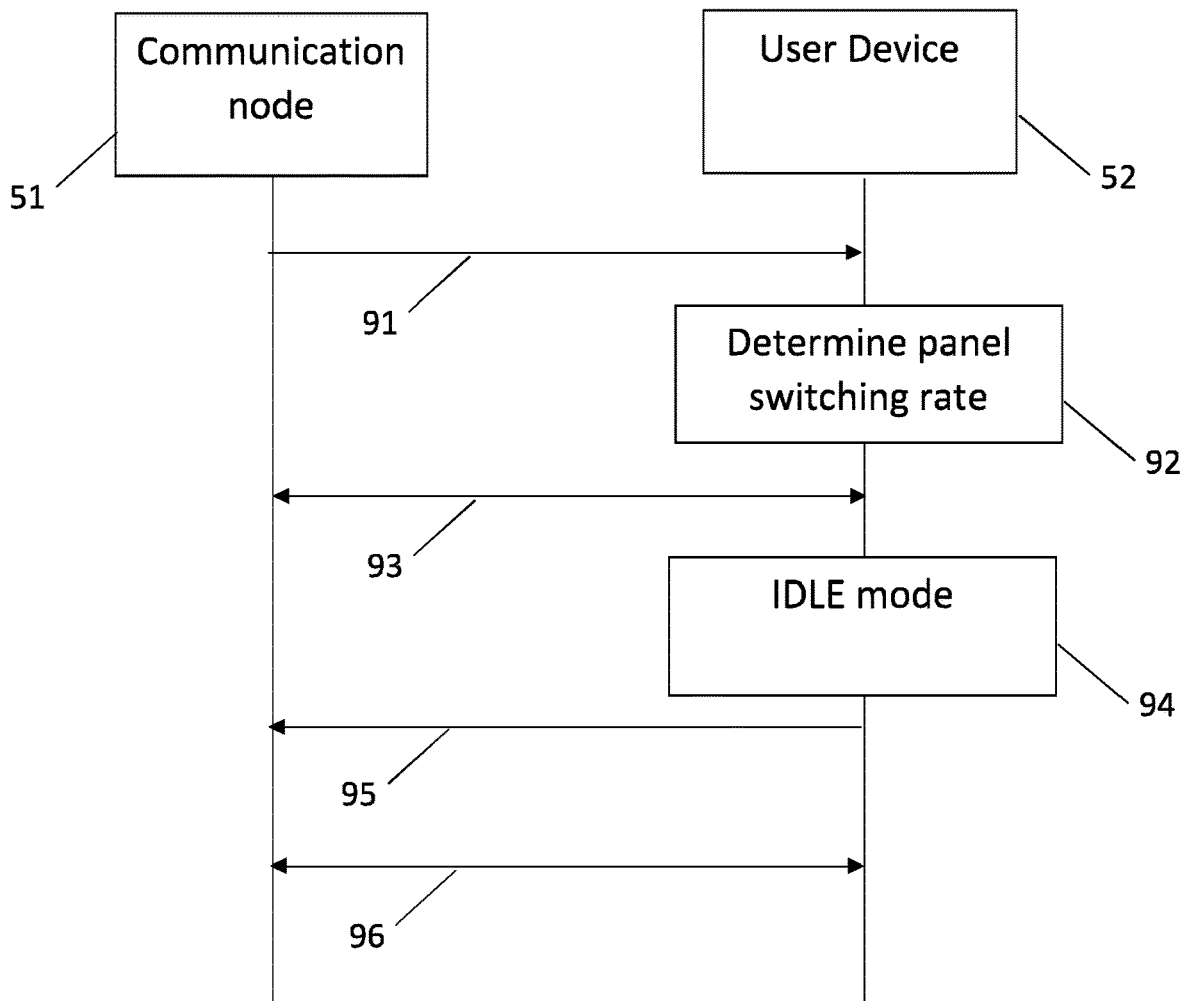 Communication
node
User Device
51
52
91
Determine panel
switching rate
92
93
IDLE mode
94
95
96